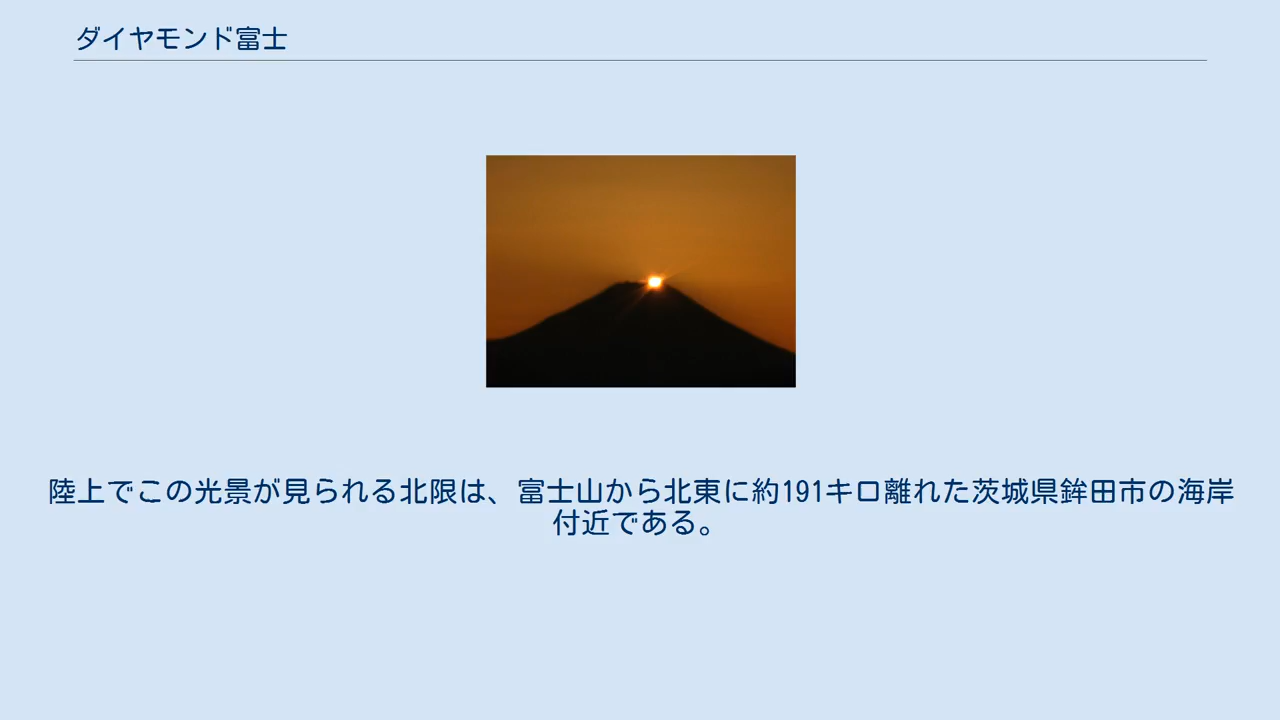 ダイヤモンド富士
陸上でこの光景が見られる北限は、富士山から北東に約191キロ離れた茨城県鉾田市の海岸
付近である。